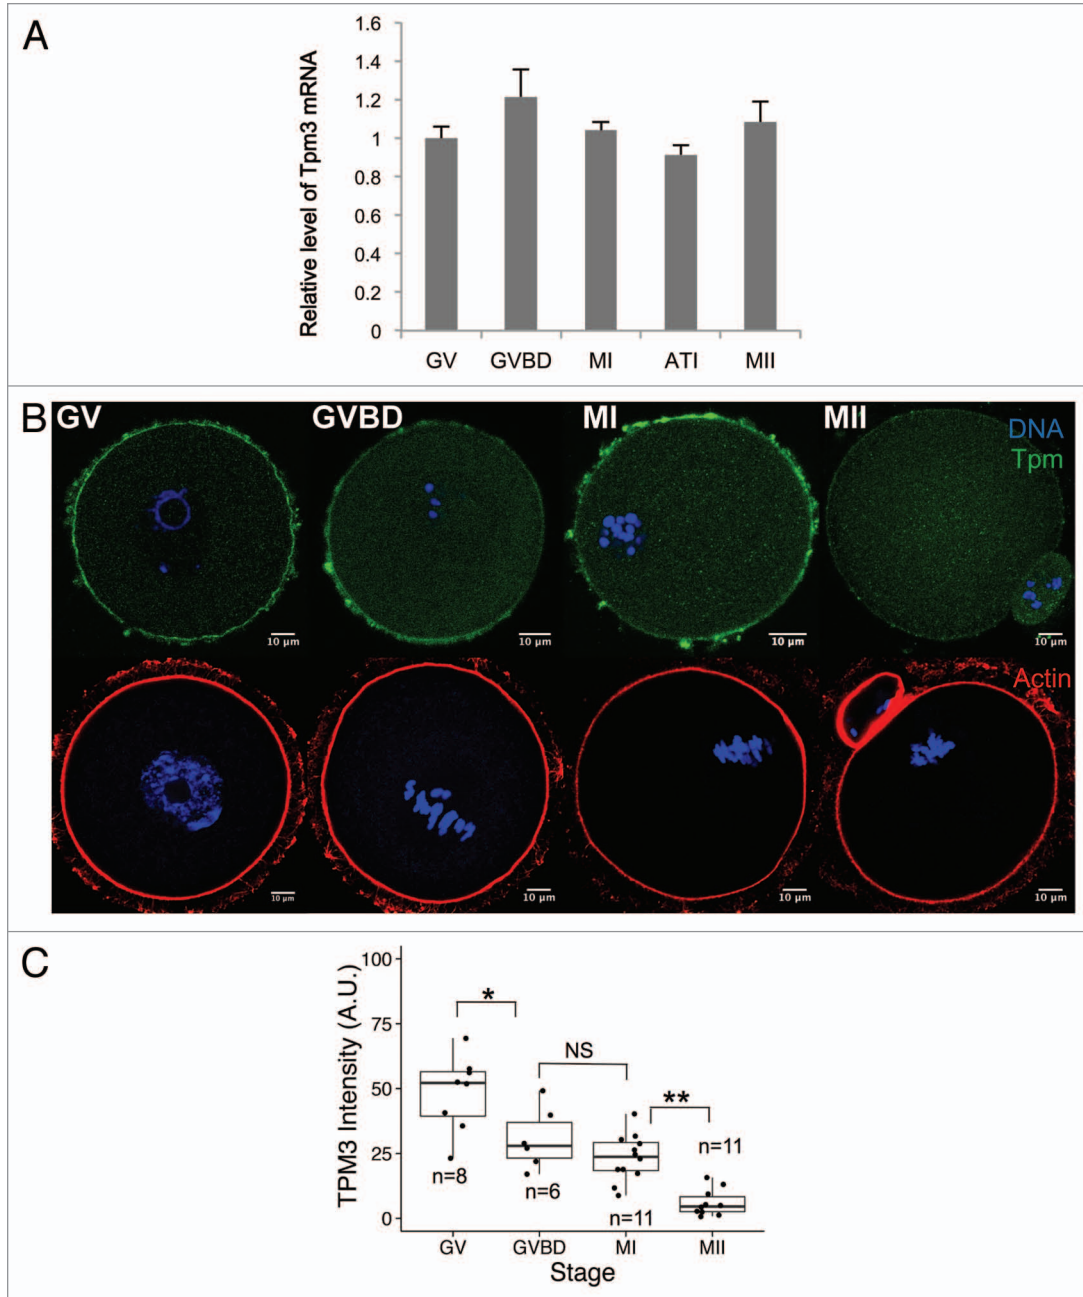 A
Relative level of Tpm3 mRNA
1.6
1.4
1.2
1
0.8
0.6
0.4
0.2
0
GV GVBD MI ATI MII
B
GV GVBD MI MII
DNA
Tpm
10 µm 10 µm 10 µm 10 µm
Actin
10 µm 10 µm 10 µm 10 µm
C
TPM3 Intensity (A.U.)
100
75
50
25
0
*
NS
**
n=11
n=8
n=6
n=11
GV GVBD MI MII
Stage